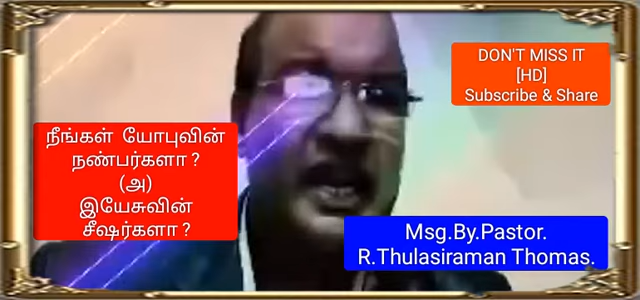 DON'T MISS IT
[HD]
Subscribe & Share
நீங்கள் யோபுவின்
நண்பர்களா ?
(அ)
இயேசுவின்
சீஷர்களா ?
Msg.By.Pastor.
R.Thulasiraman Thomas.